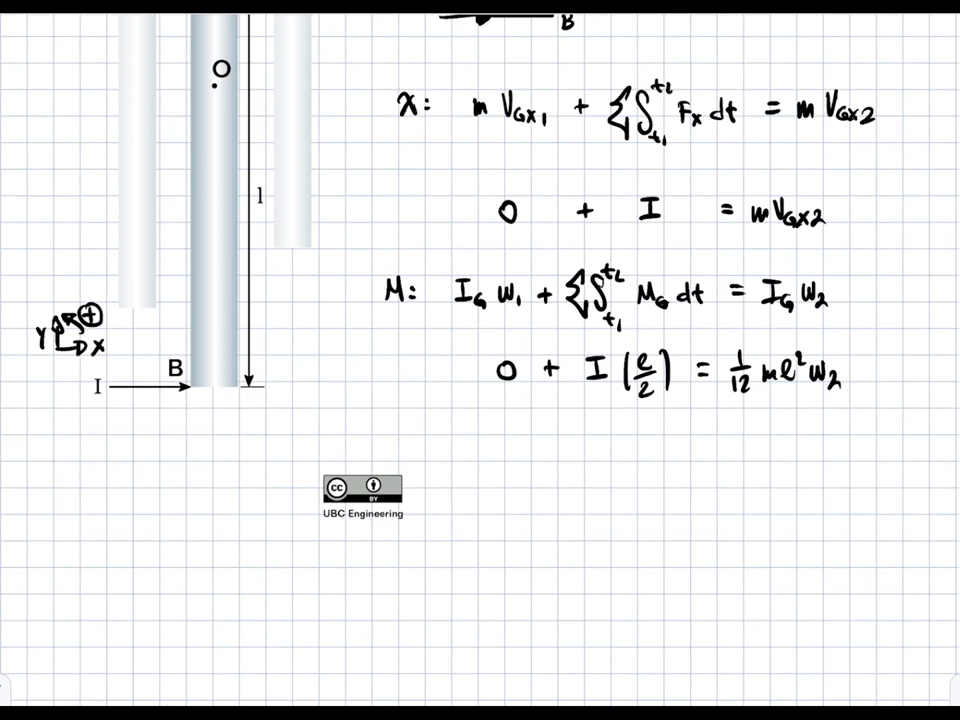 B
O
X: m V_Gx1 + Σ∫_t1^t2 Fx dt = m V_Gx2
l
0 + I = m V_Gx2
M: I_G ω1 + Σ∫_t1^t2 M_G dt = I_G ω2
+
Y
X
B
I
0 + I (l/2) = 1/12 m l² ω2
cc BY
UBC Engineering